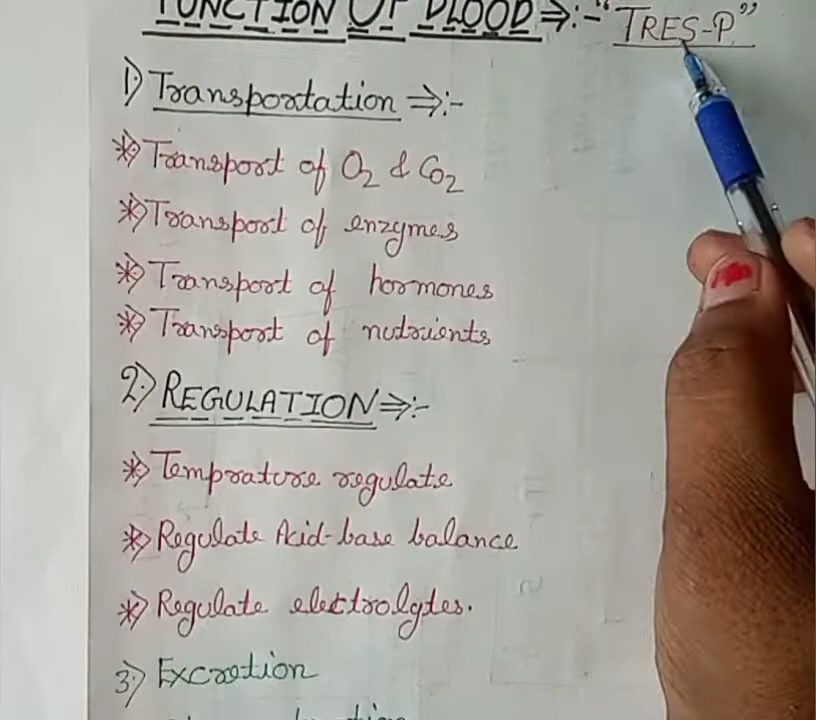 FUNCTION OF BLOOD ⇒:- "TRES-P"
1) Transportation ⇒:-
*) Transport of O2 & CO2
*) Transport of enzymes
*) Transport of hormones
*) Transport of nutrients
2) REGULATION ⇒:-
*) Temprature regulate
*) Regulate Acid-base balance
*) Regulate electrolytes.
3) Excretion